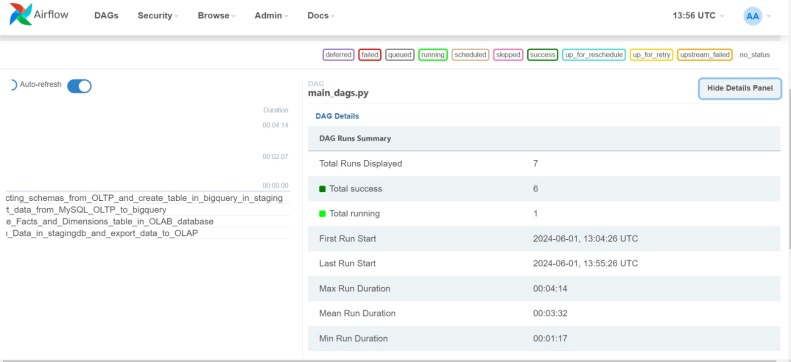 Airflow DAGs Security Browse Admin Docs 13:56 UTC AA
deferred failed queued running scheduled skipped success up_for_reschedule up_for_retry upstream_failed no_status
Auto-refresh
Duration
00:04:14
00:02:07
00:00:00
cting_schemas_from_OLTP_and_create_table_in_bigquery_in_staging
t_data_from_MySQL_OLTP_to_bigquery
e_Facts_and_Dimensions_table_in_OLAB_database
_Data_in_stagingdb_and_export_data_to_OLAP
DAG
main_dags.py
Hide Details Panel
DAG Details
DAG Runs Summary
Total Runs Displayed 7
Total success 6
Total running 1
First Run Start 2024-06-01, 13:04:26 UTC
Last Run Start 2024-06-01, 13:55:26 UTC
Max Run Duration 00:04:14
Mean Run Duration 00:03:32
Min Run Duration 00:01:17